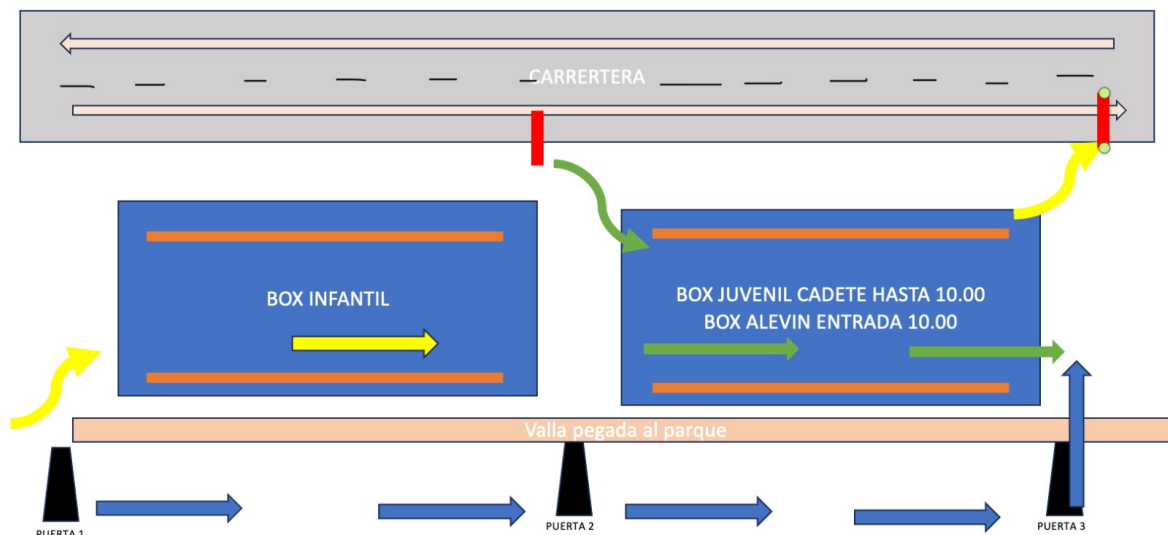 CARRERTERA
BOX INFANTIL
BOX JUVENIL CADETE HASTA 10.00
BOX ALEVIN ENTRADA 10.00
Valla pegada al parque
PUERTA 1
PUERTA 2
PUERTA 3